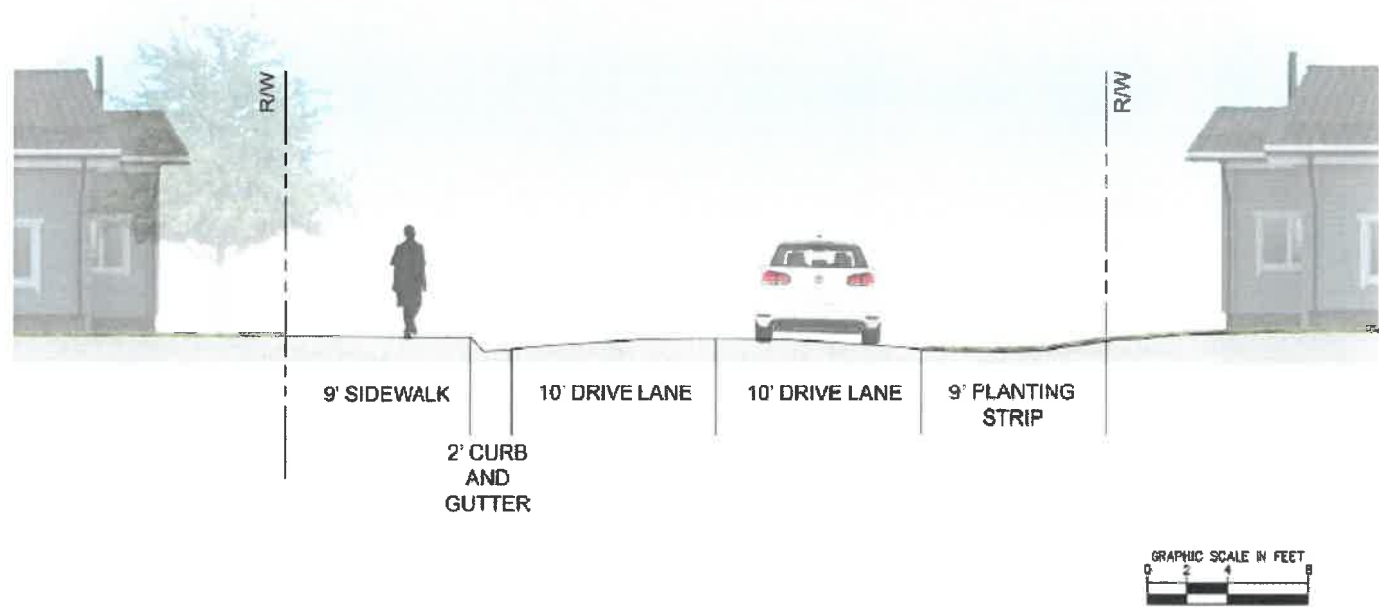 R/W
R/W
9' SIDEWALK
2' CURB
AND
GUTTER
10' DRIVE LANE
10' DRIVE LANE
9' PLANTING
STRIP
GRAPHIC SCALE IN FEET
0 2 4 8